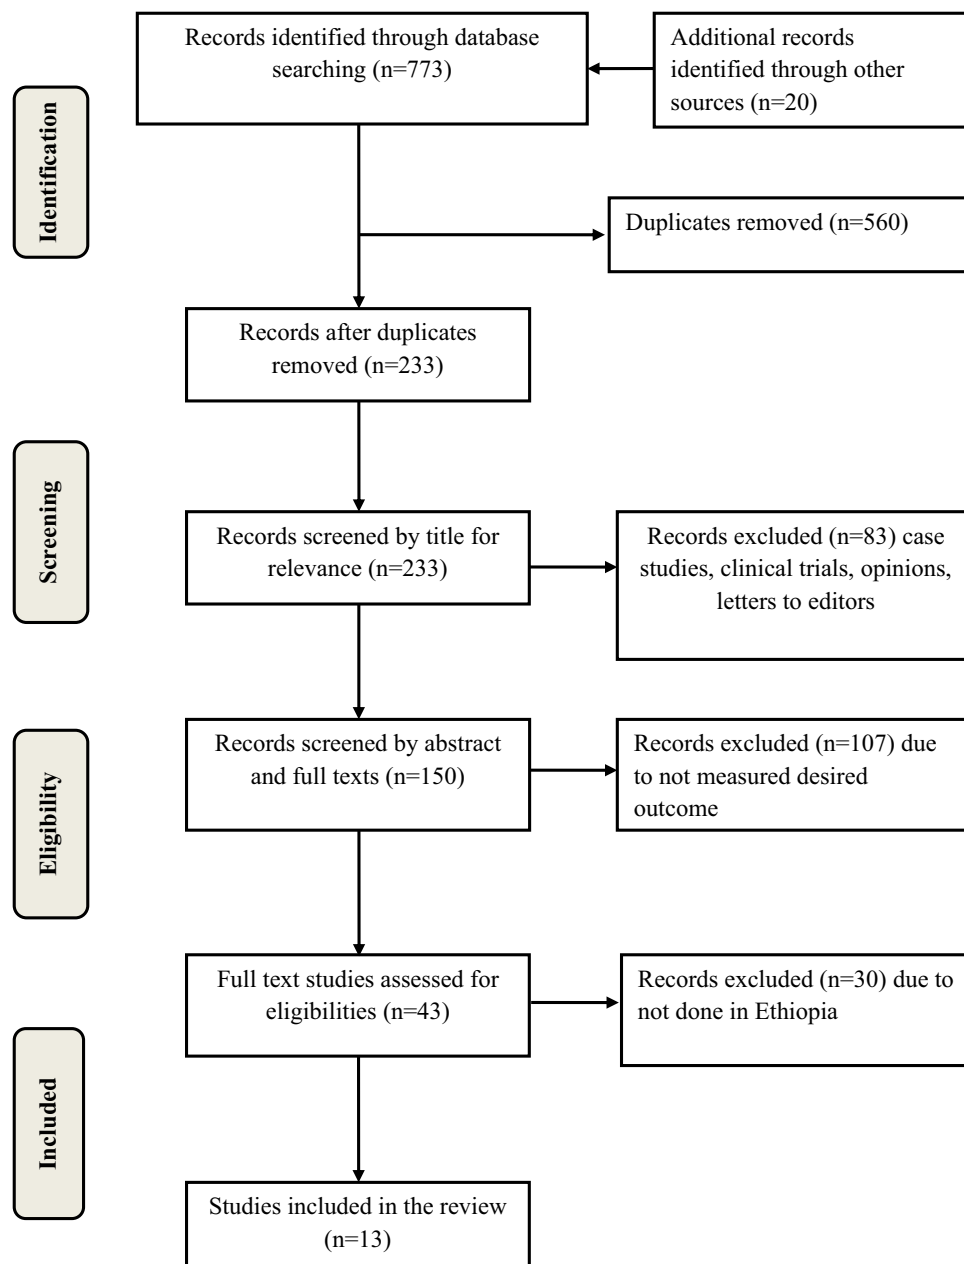 Records identified through database
searching (n=773)
Additional records
identified through other
sources (n=20)
Identification
Duplicates removed (n=560)
Records after duplicates
removed (n=233)
Screening
Records screened by title for
relevance (n=233)
Records excluded (n=83) case
studies, clinical trials, opinions,
letters to editors
Eligibility
Records screened by abstract
and full texts (n=150)
Records excluded (n=107) due
to not measured desired
outcome
Full text studies assessed for
eligibilities (n=43)
Records excluded (n=30) due to
not done in Ethiopia
Included
Studies included in the review
(n=13)